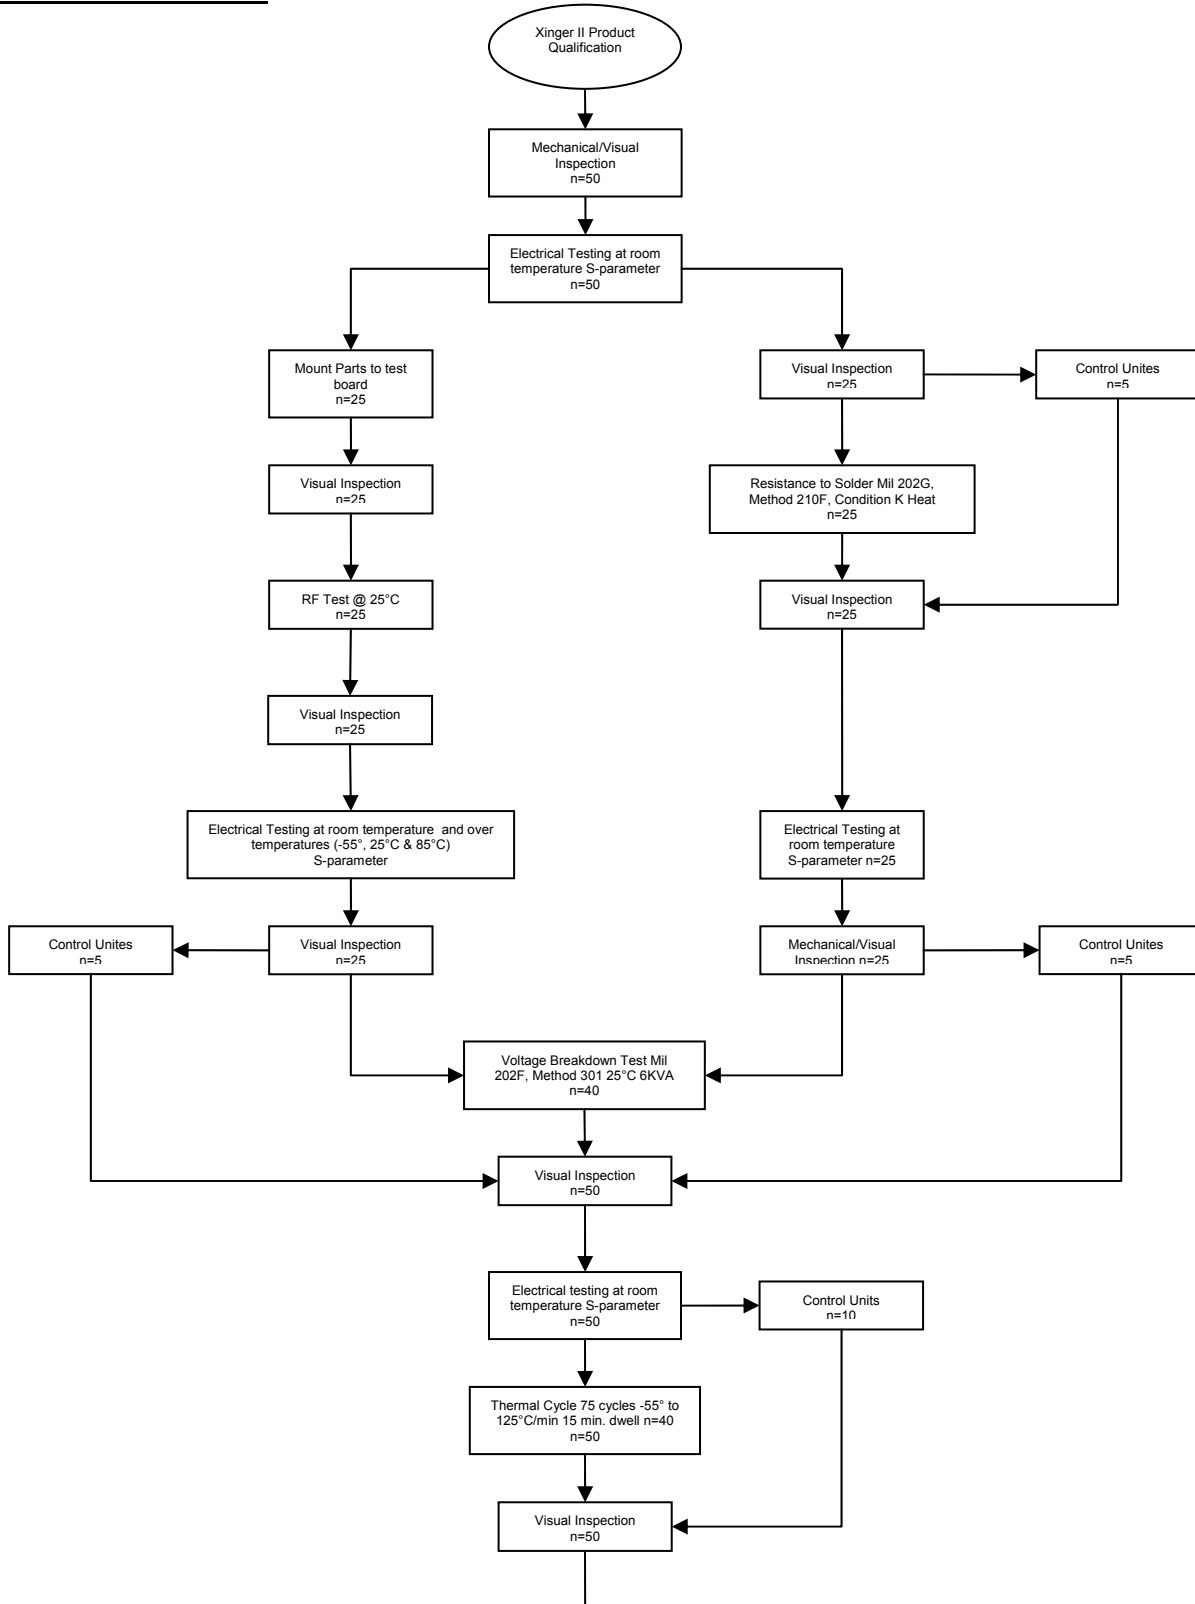 Xinger II Product
Qualification
Mechanical/Visual
Inspection
n=50
Electrical Testing at room
temperature S-parameter
n=50
Mount Parts to test
board
n=25
Visual Inspection
n=25
Control Unites
n=5
Visual Inspection
n=25
Resistance to Solder Mil 202G,
Method 210F, Condition K Heat
n=25
RF Test @ 25°C
n=25
Visual Inspection
n=25
Visual Inspection
n=25
Electrical Testing at room temperature and over
temperatures (-55°, 25°C & 85°C)
S-parameter
Electrical Testing at
room temperature
S-parameter n=25
Control Unites
n=5
Visual Inspection
n=25
Mechanical/Visual
Inspection n=25
Control Unites
n=5
Voltage Breakdown Test Mil
202F, Method 301 25°C 6KVA
n=40
Visual Inspection
n=50
Electrical testing at room
temperature S-parameter
n=50
Control Units
n=10
Thermal Cycle 75 cycles -55° to
125°C/min 15 min. dwell n=40
n=50
Visual Inspection
n=50